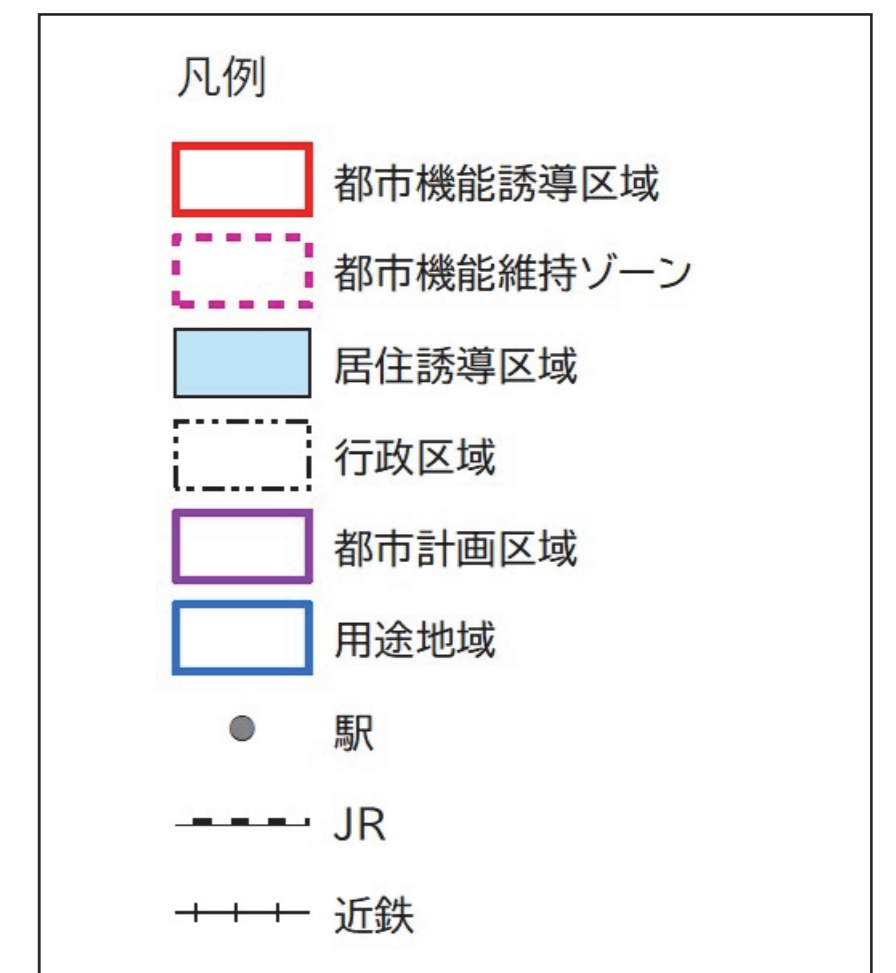 凡例
都市機能誘導区域
都市機能維持ゾーン
居住誘導区域
行政区域
都市計画区域
用途地域
駅
JR
近鉄